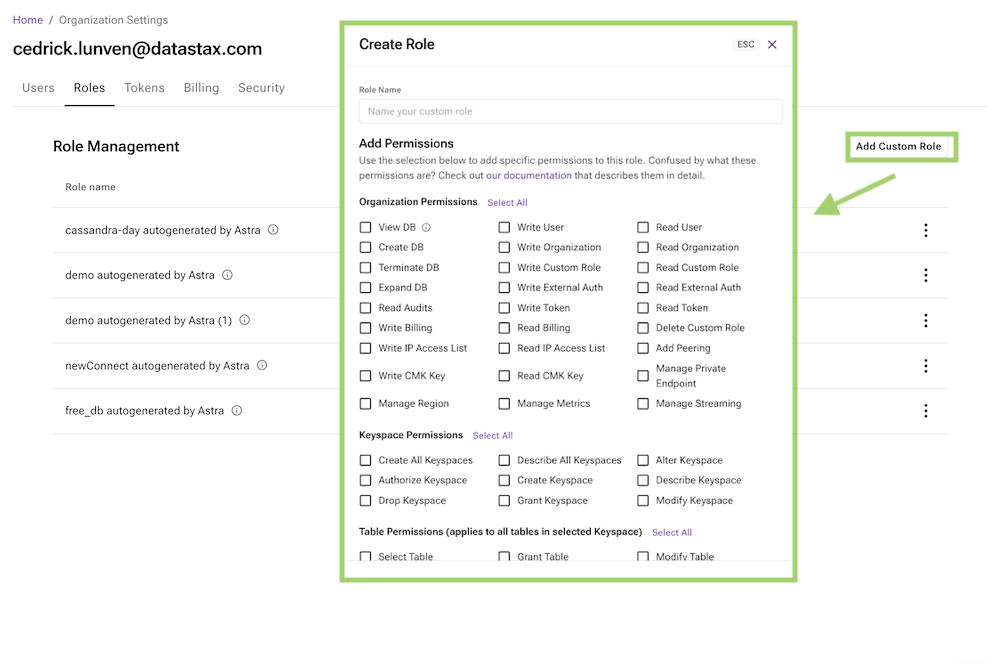 Home / Organization Settings
cedrick.lunven@datastax.com
Users Roles Tokens Billing Security
Role Management
Add Custom Role
Role name
cassandra-day autogenerated by Astra
demo autogenerated by Astra
demo autogenerated by Astra (1)
newConnect autogenerated by Astra
free_db autogenerated by Astra
Create Role ESC
Role Name
Name your custom role
Add Permissions
Use the selection below to add specific permissions to this role. Confused by what these
permissions are? Check out our documentation that describes them in detail.
Organization Permissions Select All
View DB Write User Read User
Create DB Write Organization Read Organization
Terminate DB Write Custom Role Read Custom Role
Expand DB Write External Auth Read External Auth
Read Audits Write Token Read Token
Write Billing Read Billing Delete Custom Role
Write IP Access List Read IP Access List Add Peering
Write CMK Key Read CMK Key Manage Private
Endpoint
Manage Region Manage Metrics Manage Streaming
Keyspace Permissions Select All
Create All Keyspaces Describe All Keyspaces Alter Keyspace
Authorize Keyspace Create Keyspace Describe Keyspace
Drop Keyspace Grant Keyspace Modify Keyspace
Table Permissions (applies to all tables in selected Keyspace) Select All
Select Table Grant Table Modify Table